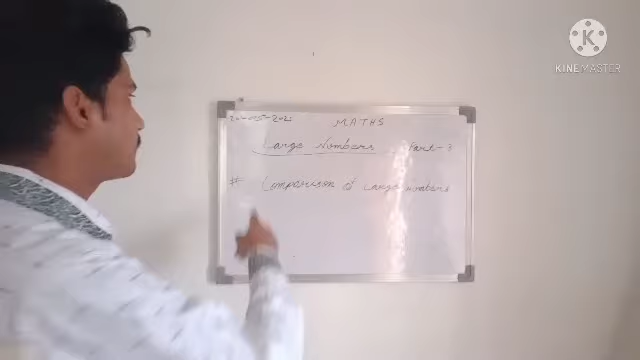 KINEMASTER
MATHS
Large Numbers Part-3
# Comparison of Large Numbers